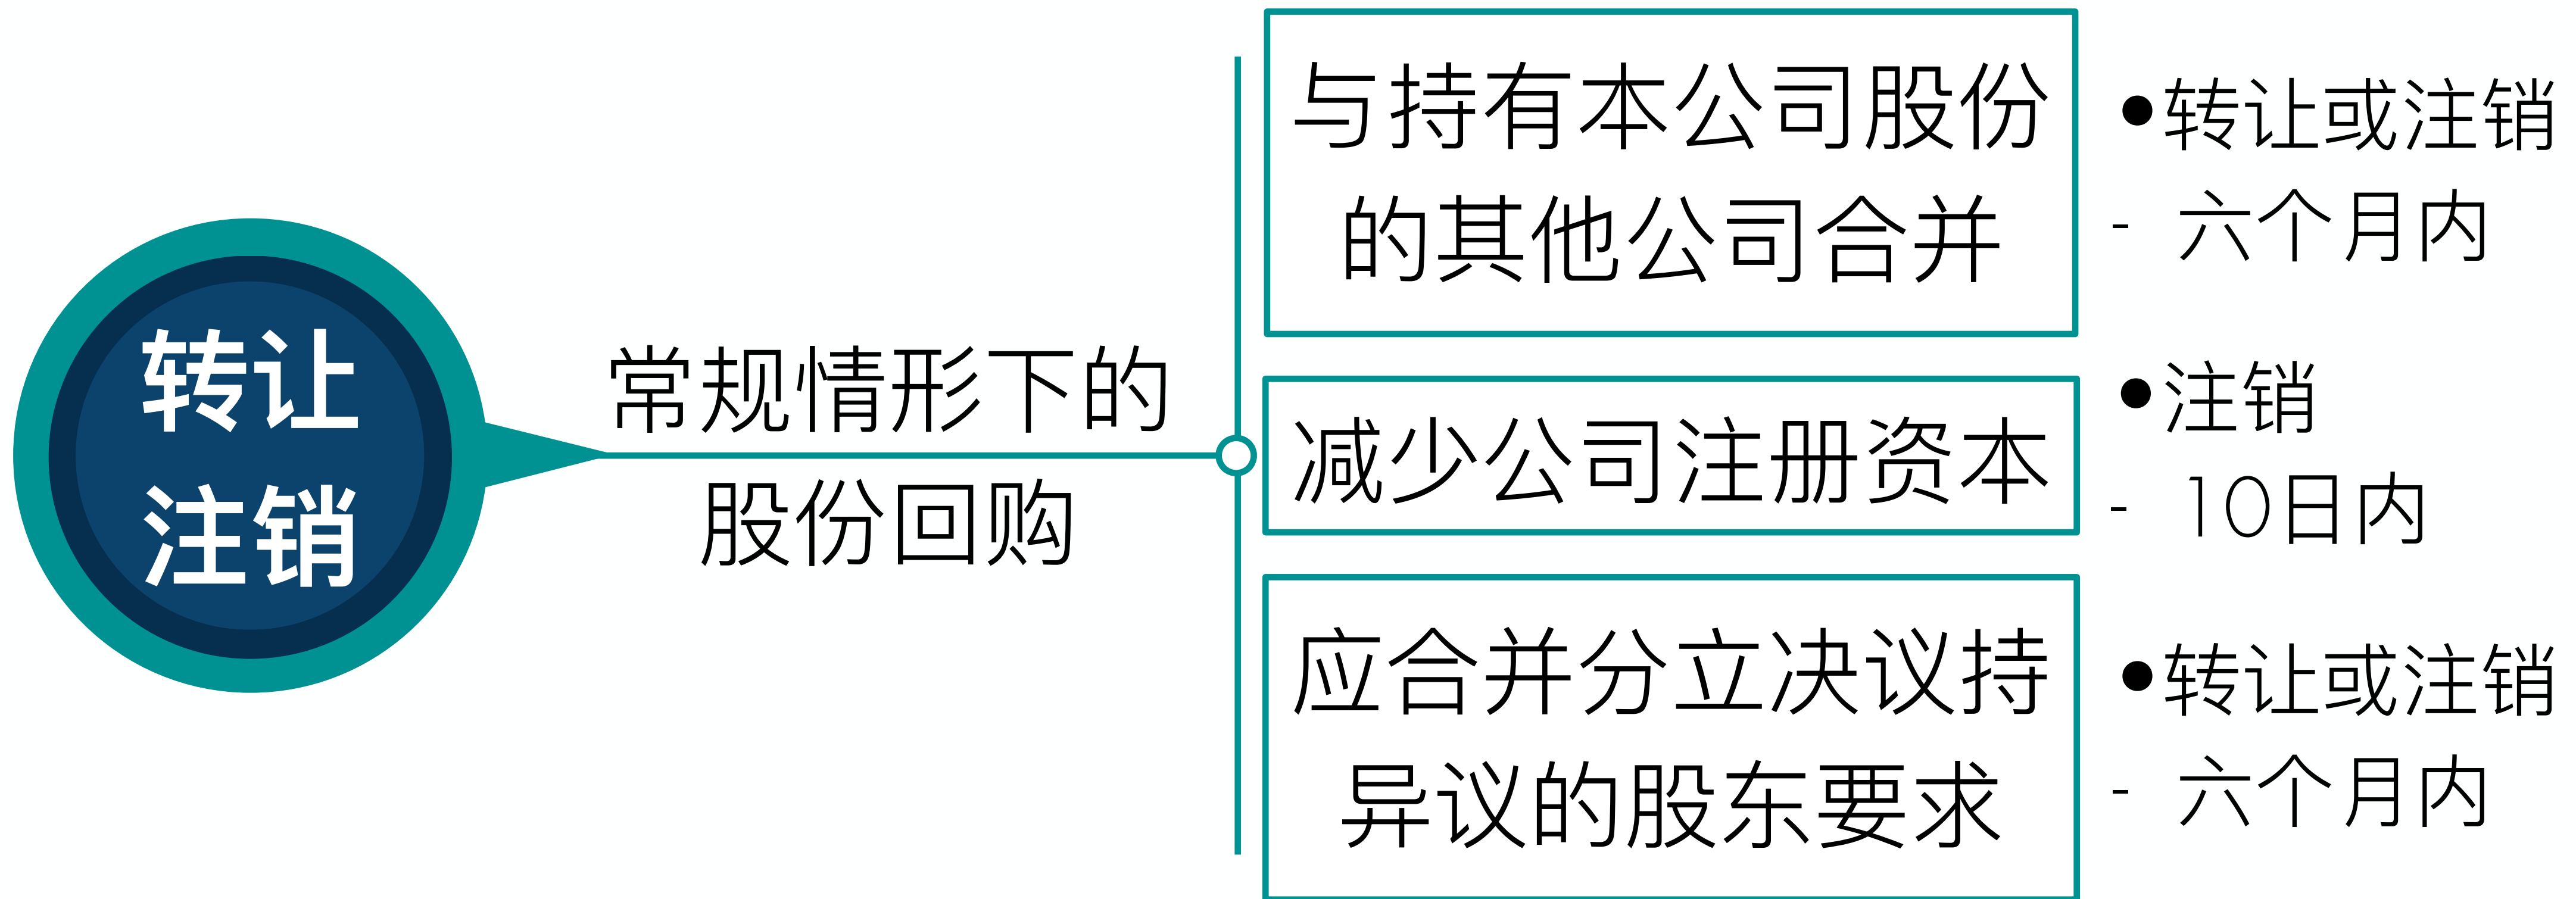 转让
注销
常规情形下的
股份回购
与持有本公司股份
的其他公司合并
●转让或注销
- 六个月内
减少公司注册资本
●注销
- 10日内
应合并分立决议持
异议的股东要求
●转让或注销
- 六个月内